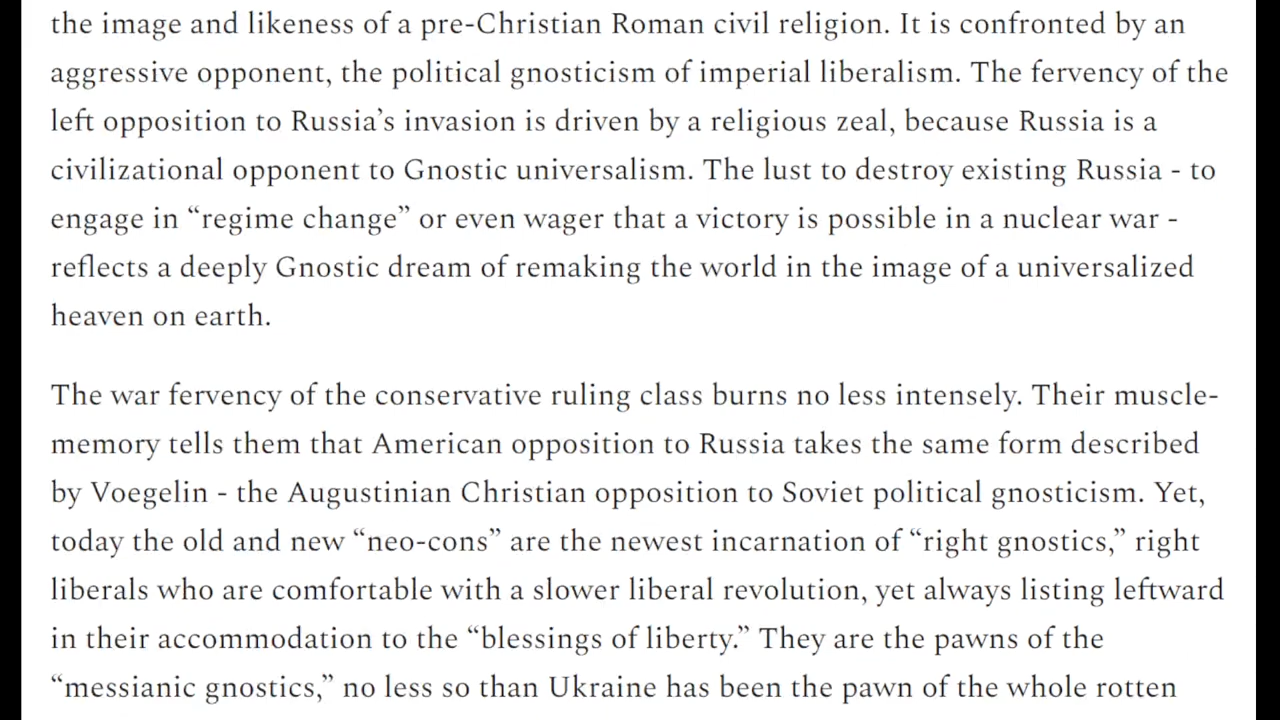 the image and likeness of a pre-Christian Roman civil religion. It is confronted by an
aggressive opponent, the political gnosticism of imperial liberalism. The fervency of the
left opposition to Russia’s invasion is driven by a religious zeal, because Russia is a
civilizational opponent to Gnostic universalism. The lust to destroy existing Russia - to
engage in “regime change” or even wager that a victory is possible in a nuclear war -
reflects a deeply Gnostic dream of remaking the world in the image of a universalized
heaven on earth.
The war fervency of the conservative ruling class burns no less intensely. Their muscle-
memory tells them that American opposition to Russia takes the same form described
by Voegelin - the Augustinian Christian opposition to Soviet political gnosticism. Yet,
today the old and new “neo-cons” are the newest incarnation of “right gnostics,” right
liberals who are comfortable with a slower liberal revolution, yet always listing leftward
in their accommodation to the “blessings of liberty.” They are the pawns of the
“messianic gnostics,” no less so than Ukraine has been the pawn of the whole rotten